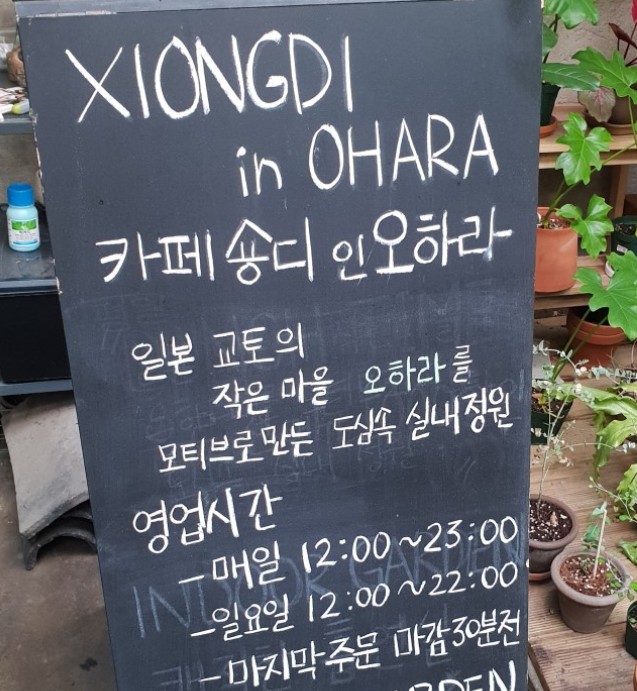 XIONGDI
in OHARA
카페 숑디 인 오하라
일본 교토의
작은 마을 오하라를
모티브로 만든 도심속 실내정원
영업시간
- 매일 12:00~23:00
- 일요일 12:00~22:00
- 마지막 주문 마감 30분전